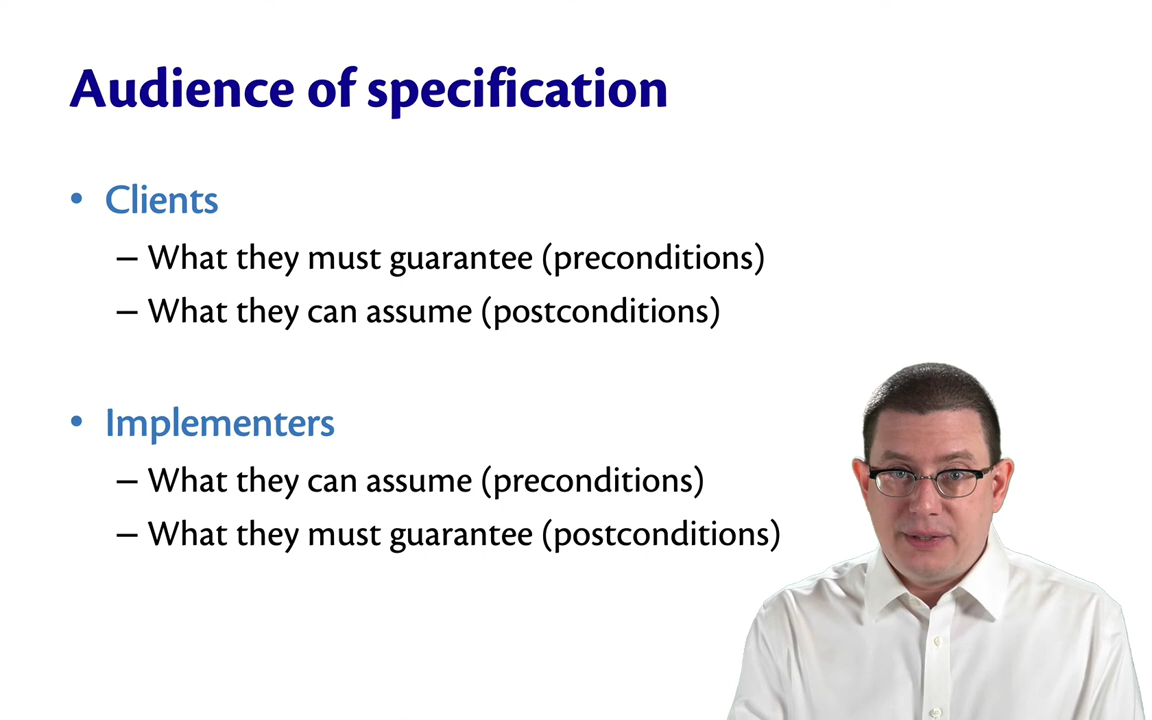 Audience of specification
• Clients
– What they must guarantee (preconditions)
– What they can assume (postconditions)
• Implementers
– What they can assume (preconditions)
– What they must guarantee (postconditions)